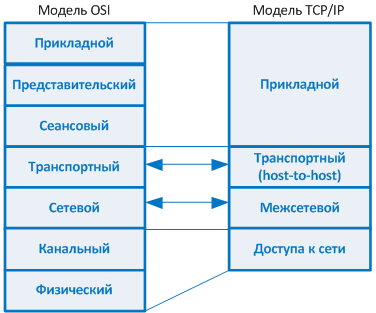 Модель OSI
Прикладной
Представительский
Сеансовый
Транспортный
Сетевой
Канальный
Физический
Модель TCP/IP
Прикладной
Транспортный
(host-to-host)
Межсетевой
Доступа к сети